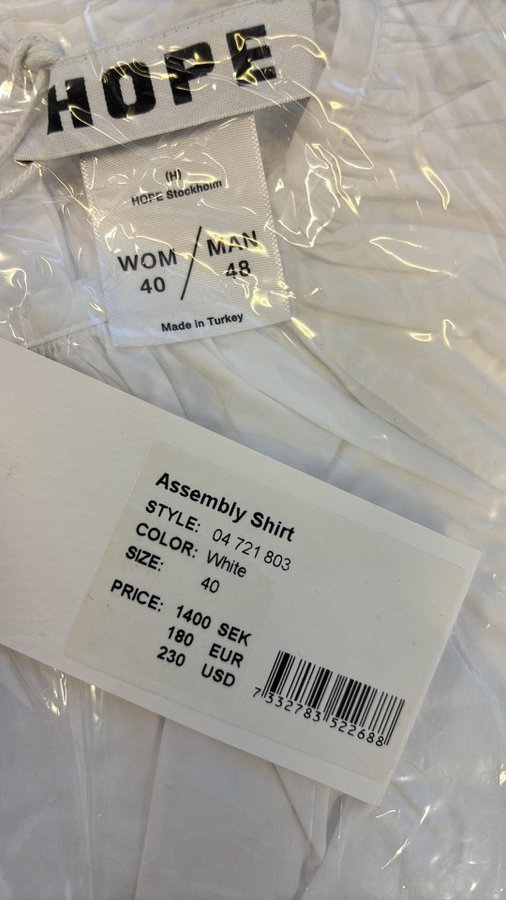 HOPE
(H)
HOPE Stockholm
WOM / MAN
40 48
Made in Turkey
Assembly Shirt
STYLE: 04 721 803
COLOR: White
SIZE: 40
PRICE: 1400 SEK
180 EUR
230 USD
7 332783 522688